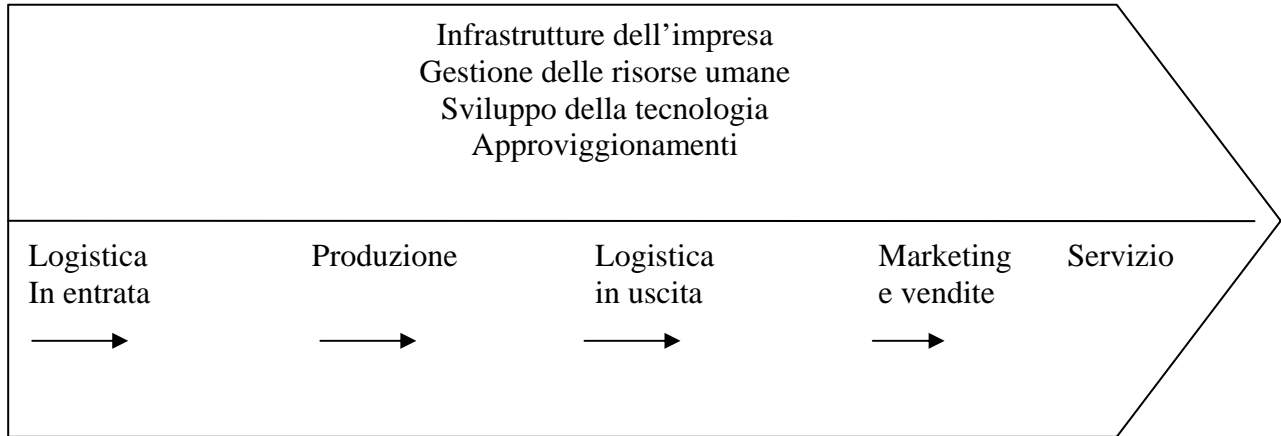 Infrastrutture dell’impresa
Gestione delle risorse umane
Sviluppo della tecnologia
Approviggionamenti
Logistica
In entrata
Produzione
Logistica
in uscita
Marketing
e vendite
Servizio